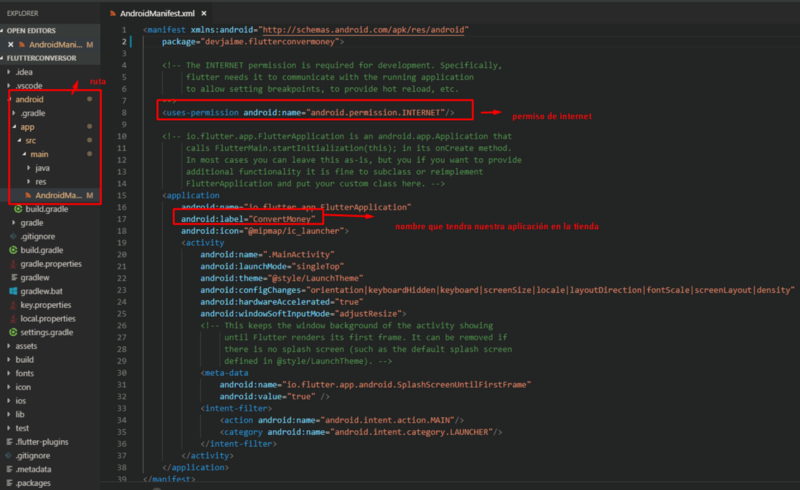 EXPLORER
OPEN EDITORS
AndroidMani... M
FLUTTERCONVERSOR
.idea
.vscode
android
.gradle
app
src
main
java
res
AndroidMa... M
build.gradle
gradle
.gitignore
build.gradle
gradle.properties
gradlew
gradlew.bat
key.properties
local.properties
settings.gradle
assets
build
fonts
icon
ios
lib
test
.flutter-plugins
.gitignore
.metadata
.packages
ruta
AndroidManifest.xml
1 <manifest xmlns:android="http://schemas.android.com/apk/res/android"
2 package="devjaime.flutterconvermoney">
3
4 <!-- The INTERNET permission is required for development. Specifically,
5 flutter needs it to communicate with the running application
6 to allow setting breakpoints, to provide hot reload, etc.
7 -->
8 <uses-permission android:name="android.permission.INTERNET"/>
permiso de internet
9
10 <!-- io.flutter.app.FlutterApplication is an android.app.Application that
11 calls FlutterMain.startInitialization(this); in its onCreate method.
12 In most cases you can leave this as-is, but you if you want to provide
13 additional functionality it is fine to subclass or reimplement
14 FlutterApplication and put your custom class here. -->
15 <application
16 android:name="io.flutter.app.FlutterApplication"
17 android:label="ConvertMoney"
nombre que tendra nuestra aplicación en la tienda
18 android:icon="@mipmap/ic_launcher">
19 <activity
20 android:name=".MainActivity"
21 android:launchMode="singleTop"
22 android:theme="@style/LaunchTheme"
23 android:configChanges="orientation|keyboardHidden|keyboard|screenSize|locale|layoutDirection|fontScale|screenLayout|density"
24 android:hardwareAccelerated="true"
25 android:windowSoftInputMode="adjustResize">
26 <!-- This keeps the window background of the activity showing
27 until Flutter renders its first frame. It can be removed if
28 there is no splash screen (such as the default splash screen
29 defined in @style/LaunchTheme). -->
30 <meta-data
31 android:name="io.flutter.app.android.SplashScreenUntilFirstFrame"
32 android:value="true" />
33 <intent-filter>
34 <action android:name="android.intent.action.MAIN"/>
35 <category android:name="android.intent.category.LAUNCHER"/>
36 </intent-filter>
37 </activity>
38 </application>
39 </manifest>